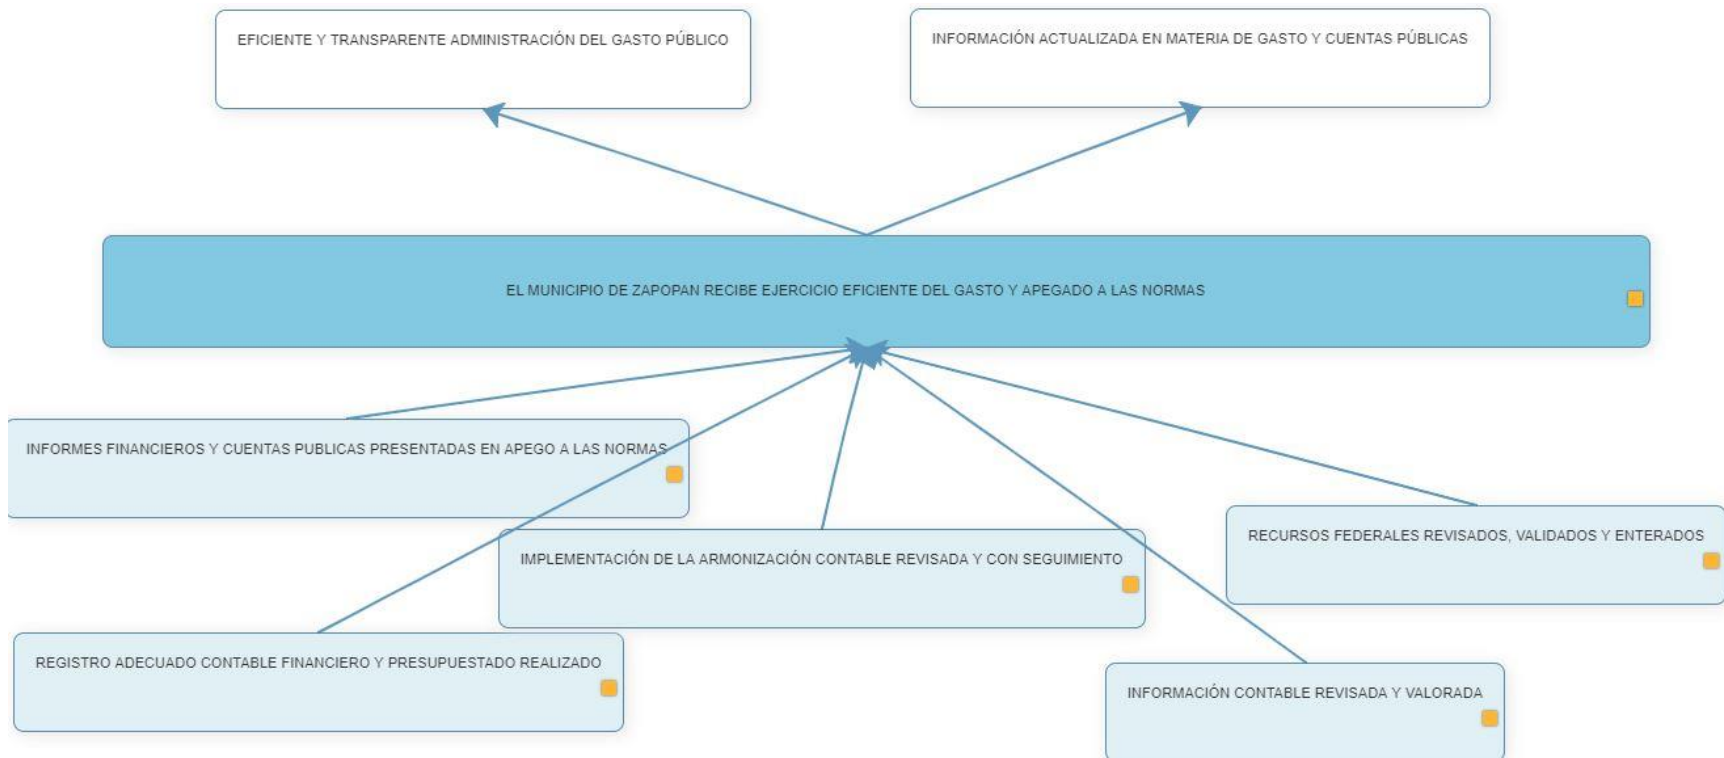 EFICIENTE Y TRANSPARENTE ADMINISTRACIÓN DEL GASTO PÚBLICO
INFORMACIÓN ACTUALIZADA EN MATERIA DE GASTO Y CUENTAS PÚBLICAS
EL MUNICIPIO DE ZAPOPAN RECIBE EJERCICIO EFICIENTE DEL GASTO Y APEGADO A LAS NORMAS
INFORMES FINANCIEROS Y CUENTAS PUBLICAS PRESENTADAS EN APEGO A LAS NORMAS
IMPLEMENTACIÓN DE LA ARMONIZACIÓN CONTABLE REVISADA Y CON SEGUIMIENTO
RECURSOS FEDERALES REVISADOS, VALIDADOS Y ENTERADOS
REGISTRO ADECUADO CONTABLE FINANCIERO Y PRESUPUESTADO REALIZADO
INFORMACIÓN CONTABLE REVISADA Y VALORADA